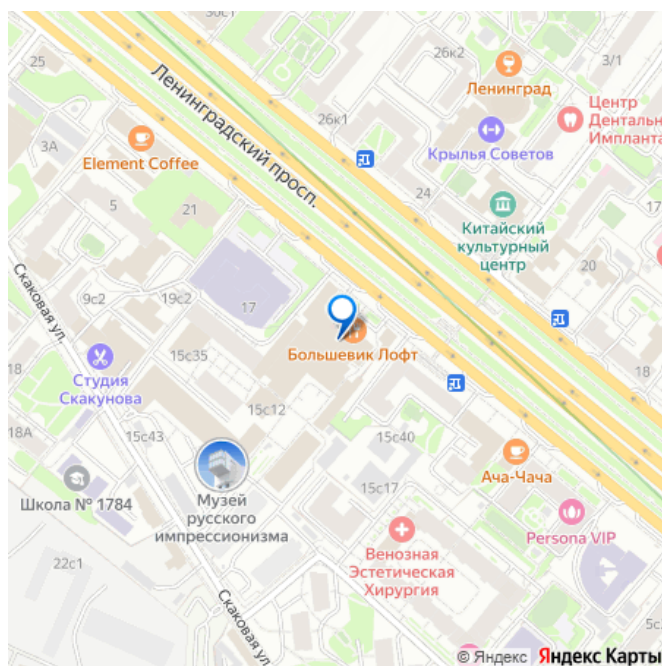 30с1
26к2
3/1
25
Ленинград
Центр
Дентальн
Импланта
Ленинградский просп.
26к1
3А
Element Coffee
Крылья Советов
24
17
5
21
Китайский
культурный
центр
20
Скаковая ул.
9с2
19с2
17
15с35
Большевик Лофт
18
Студия
Скакунова
15с12
18А
15с43
15с40
Ача-Чача
Школа № 1784
Музей
русского
импрессионизма
15с17
Persona VIP
Венозная
Эстетическая
Хирургия
22с1
Скаковая ул.
5с
© Яндекс Яндекс Карты